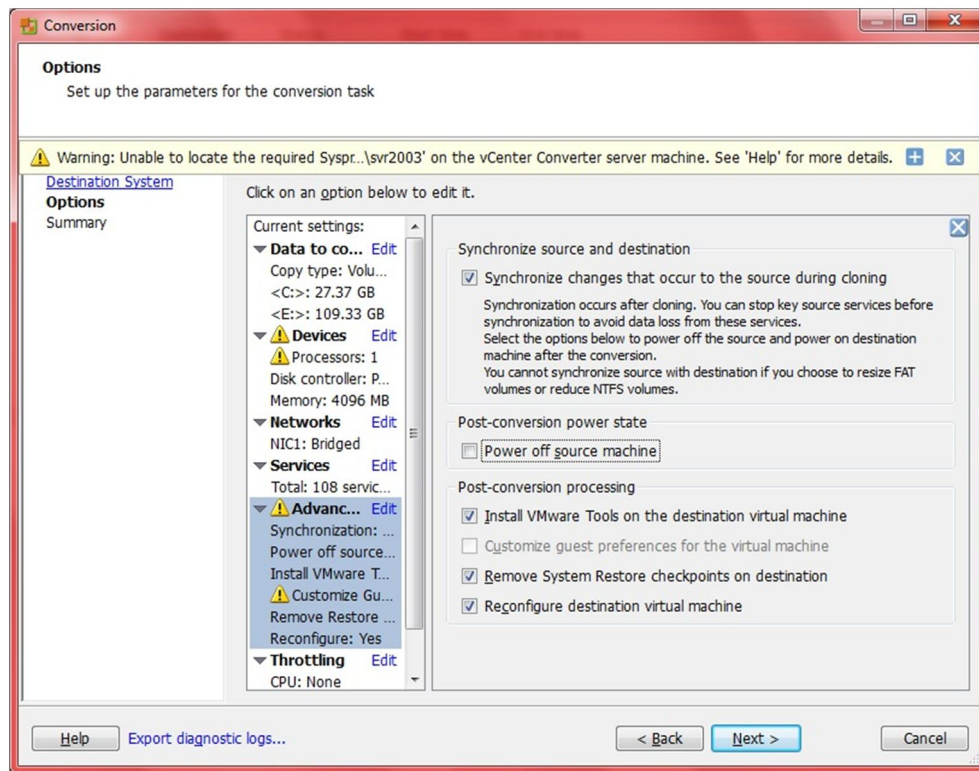 Conversion
Options
Set up the parameters for the conversion task
Warning: Unable to locate the required Syspr...\svr2003' on the vCenter Converter server machine. See 'Help' for more details.
Destination System
Options
Summary
Click on an option below to edit it.
Current settings:
Data to co... Edit
Copy type: Volu...
<C:>: 27.37 GB
<E:>: 109.33 GB
Devices Edit
Processors: 1
Disk controller: P...
Memory: 4096 MB
Networks Edit
NIC1: Bridged
Services Edit
Total: 108 servic...
Advanc... Edit
Synchronization: ...
Power off source...
Install VMware T...
Customize Gu...
Remove Restore ...
Reconfigure: Yes
Throttling Edit
CPU: None
Synchronize source and destination
Synchronize changes that occur to the source during cloning
Synchronization occurs after cloning. You can stop key source services before
synchronization to avoid data loss from these services.
Select the options below to power off the source and power on destination
machine after the conversion.
You cannot synchronize source with destination if you choose to resize FAT
volumes or reduce NTFS volumes.
Post-conversion power state
Power off source machine
Post-conversion processing
Install VMware Tools on the destination virtual machine
Customize guest preferences for the virtual machine
Remove System Restore checkpoints on destination
Reconfigure destination virtual machine
Help Export diagnostic logs... < Back Next > Cancel